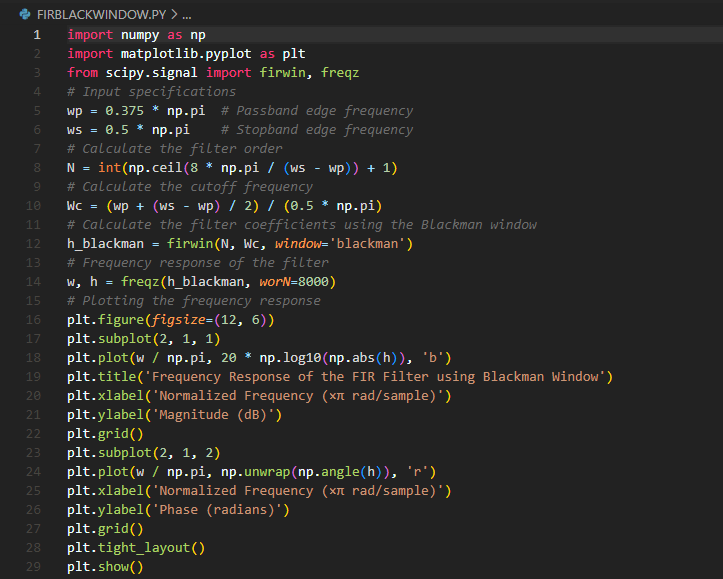 FIRBLACKWINDOW.PY > ...
1 import numpy as np
2 import matplotlib.pyplot as plt
3 from scipy.signal import firwin, freqz
4 # Input specifications
5 wp = 0.375 * np.pi  # Passband edge frequency
6 ws = 0.5 * np.pi    # Stopband edge frequency
7 # Calculate the filter order
8 N = int(np.ceil(8 * np.pi / (ws - wp)) + 1)
9 # Calculate the cutoff frequency
10 Wc = (wp + (ws - wp) / 2) / (0.5 * np.pi)
11 # Calculate the filter coefficients using the Blackman window
12 h_blackman = firwin(N, Wc, window='blackman')
13 # Frequency response of the filter
14 w, h = freqz(h_blackman, worN=8000)
15 # Plotting the frequency response
16 plt.figure(figsize=(12, 6))
17 plt.subplot(2, 1, 1)
18 plt.plot(w / np.pi, 20 * np.log10(np.abs(h)), 'b')
19 plt.title('Frequency Response of the FIR Filter using Blackman Window')
20 plt.xlabel('Normalized Frequency (×π rad/sample)')
21 plt.ylabel('Magnitude (dB)')
22 plt.grid()
23 plt.subplot(2, 1, 2)
24 plt.plot(w / np.pi, np.unwrap(np.angle(h)), 'r')
25 plt.xlabel('Normalized Frequency (×π rad/sample)')
26 plt.ylabel('Phase (radians)')
27 plt.grid()
28 plt.tight_layout()
29 plt.show()